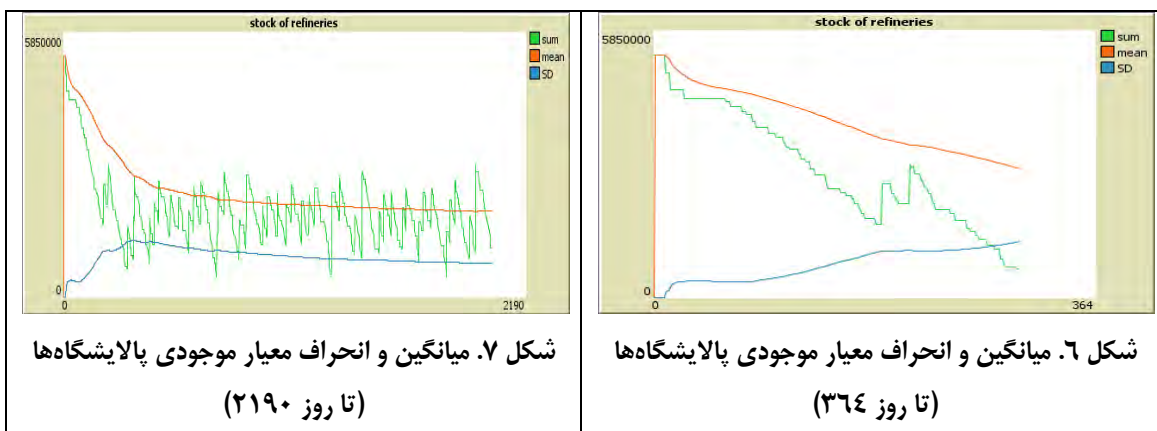 stock of refineries
5850000
sum
mean
SD
0
0
364
شکل ٦. میانگین و انحراف معیار موجودی پالایشگاه‌ها
(تا روز ٣٦٤)
stock of refineries
5850000
sum
mean
SD
0
0
2190
شکل ٧. میانگین و انحراف معیار موجودی پالایشگاه‌ها
(تا روز ٢١٩٠)